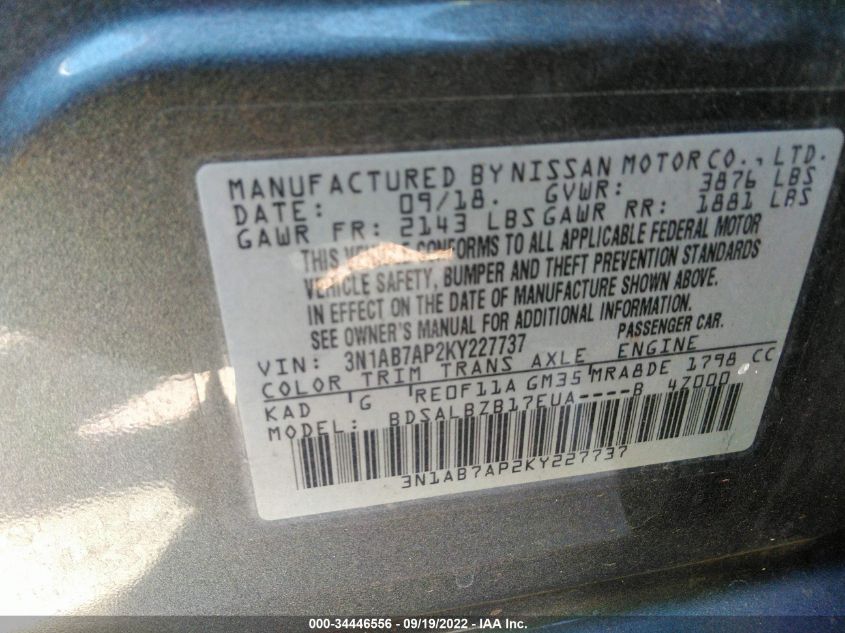 MANUFACTURED BY NISSAN MOTOR CO., LTD.
DATE: 09/18. GVWR: 3876 LBS
GAWR FR: 2143 LBS GAWR RR: 1881 LBS
THIS VEHICLE CONFORMS TO ALL APPLICABLE FEDERAL MOTOR
VEHICLE SAFETY, BUMPER AND THEFT PREVENTION STANDARDS
IN EFFECT ON THE DATE OF MANUFACTURE SHOWN ABOVE.
SEE OWNER'S MANUAL FOR ADDITIONAL INFORMATION.
VIN: 3N1AB7AP2KY227737 PASSENGER CAR.
COLOR TRIM TRANS AXLE ENGINE
KAD G RE0F11A GM35 MRA8DE 1798 CC
MODEL: BDSALBZB17EUA----B 4Z000
3N1AB7AP2KY227737
000-34446556 - 09/19/2022 - IAA Inc.